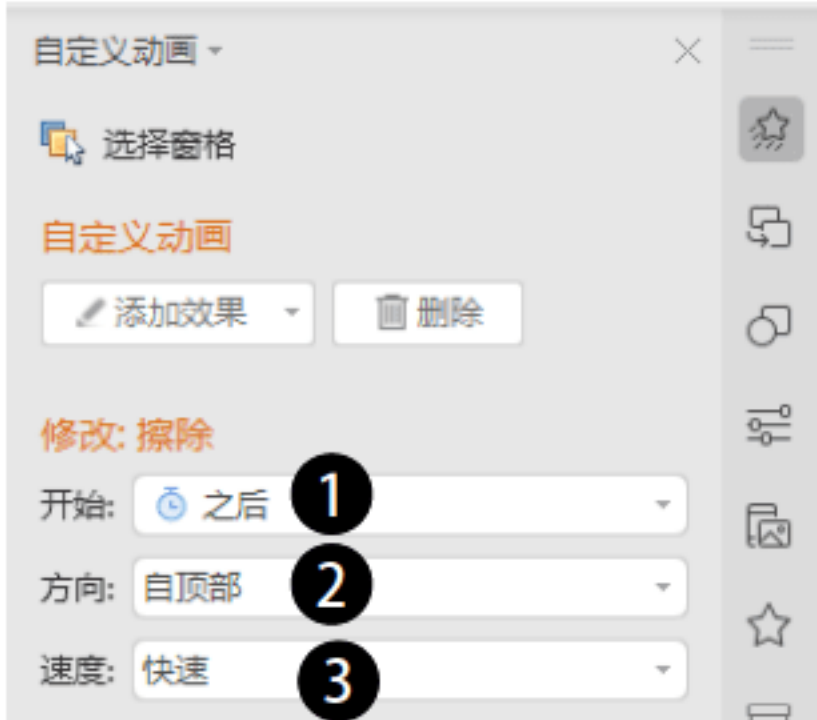 自定义动画
选择窗格
自定义动画
添加效果 删除
修改: 擦除
开始: 之后 1
方向: 自顶部 2
速度: 快速 3